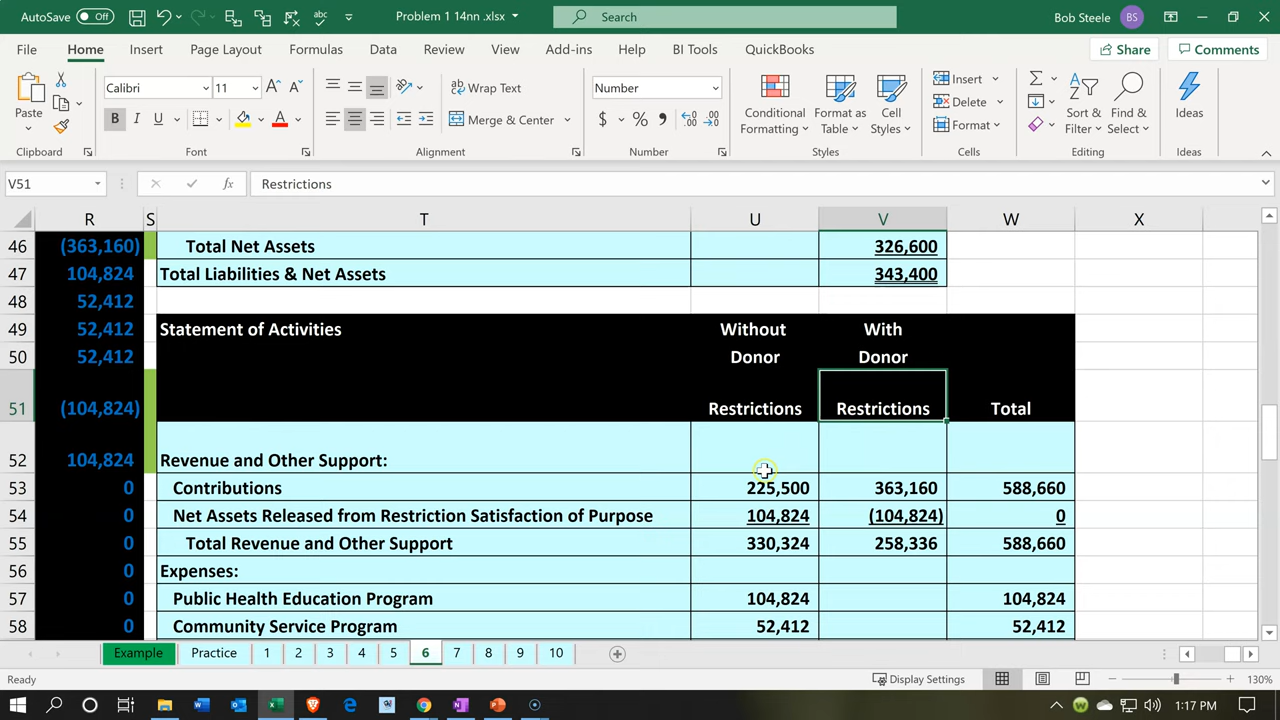 AutoSave Off Problem 1 14nn .xlsx Search Bob Steele BS
File Home Insert Page Layout Formulas Data Review View Add-ins Help BI Tools QuickBooks Share Comments
Calibri 11 Wrap Text Number Insert
Paste B I U Merge & Center $ % Conditional Formatting Format as Table Cell Styles Delete Format Sort & Filter Find & Select Ideas
Clipboard Font Alignment Number Styles Cells Editing Ideas
V51 fx Restrictions
R S T U V W X
46 (363,160) Total Net Assets 326,600
47 104,824 Total Liabilities & Net Assets 343,400
48 52,412
49 52,412 Statement of Activities Without With
50 52,412 Donor Donor
51 (104,824) Restrictions Restrictions Total
52 104,824 Revenue and Other Support:
53 0 Contributions 225,500 363,160 588,660
54 0 Net Assets Released from Restriction Satisfaction of Purpose 104,824 (104,824) 0
55 0 Total Revenue and Other Support 330,324 258,336 588,660
56 0 Expenses:
57 0 Public Health Education Program 104,824 104,824
58 0 Community Service Program 52,412 52,412
Example Practice 1 2 3 4 5 6 7 8 9 10
Ready Display Settings 130%
1:17 PM